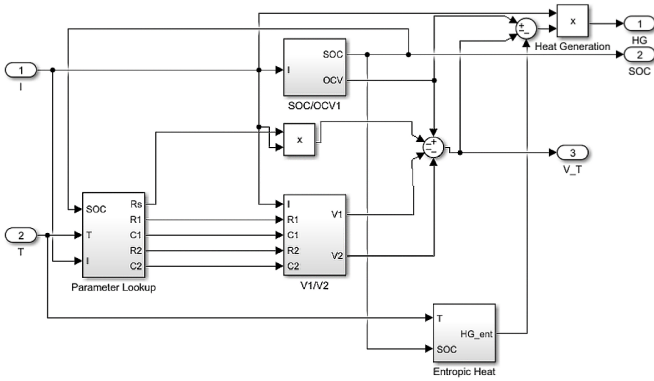 1
I
2
T
SOC
T
I
Rs
R1
C1
R2
C2
Parameter Lookup
I
SOC
OCV
SOC/OCV1
x
I
R1
C1
R2
C2
V1
V2
V1/V2
T
SOC
HG_ent
Entropic Heat
x
Heat Generation
1
HG
2
SOC
3
V_T